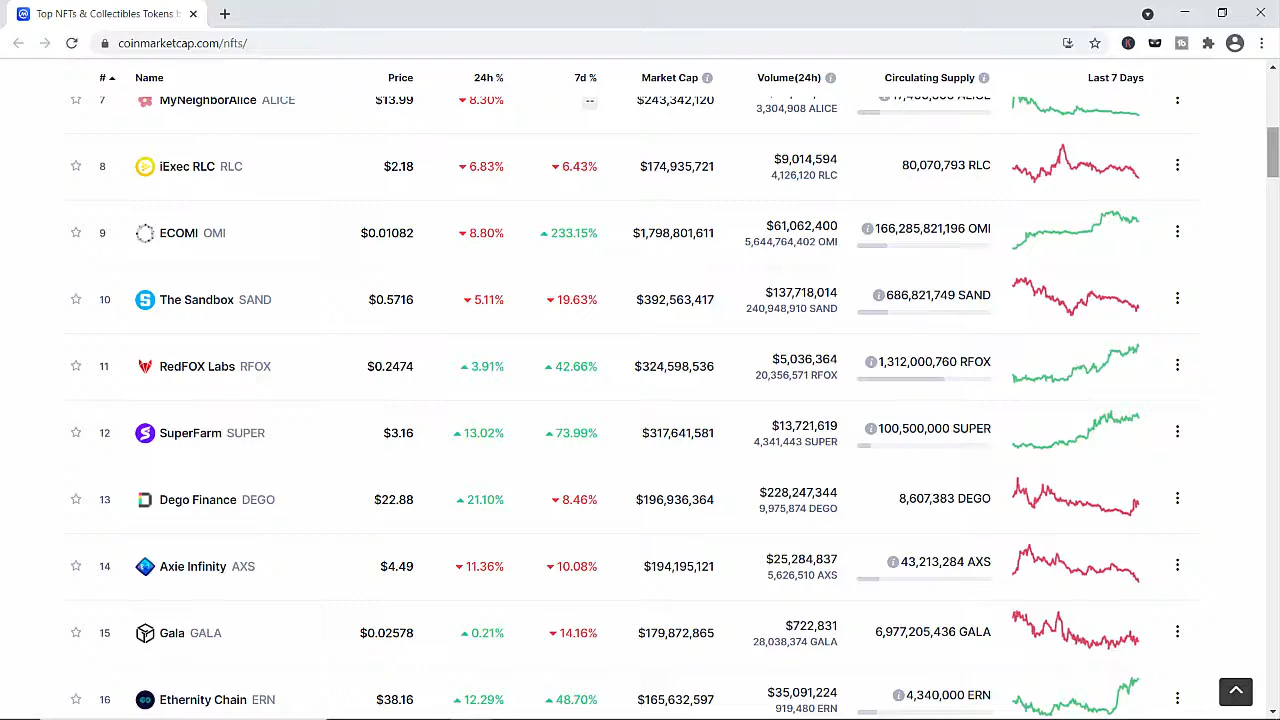 Top NFTs & Collectibles Tokens
coinmarketcap.com/nfts/
# Name Price 24h % 7d % Market Cap Volume(24h) Circulating Supply Last 7 Days
7 MyNeighborAlice ALICE $13.99 8.30% -- $243,342,120
3,304,908 ALICE
8 iExec RLC RLC $2.18 6.83% 6.43% $174,935,721 $9,014,594 80,070,793 RLC
4,126,120 RLC
9 ECOMI OMI $0.01082 8.80% 233.15% $1,798,801,611 $61,062,400 166,285,821,196 OMI
5,644,764,402 OMI
10 The Sandbox SAND $0.5716 5.11% 19.63% $392,563,417 $137,718,014 686,821,749 SAND
240,948,910 SAND
11 RedFOX Labs RFOX $0.2474 3.91% 42.66% $324,598,536 $5,036,364 1,312,000,760 RFOX
20,356,571 RFOX
12 SuperFarm SUPER $3.16 13.02% 73.99% $317,641,581 $13,721,619 100,500,000 SUPER
4,341,443 SUPER
13 Dego Finance DEGO $22.88 21.10% 8.46% $196,936,364 $228,247,344 8,607,383 DEGO
9,975,874 DEGO
14 Axie Infinity AXS $4.49 11.36% 10.08% $194,195,121 $25,284,837 43,213,284 AXS
5,626,510 AXS
15 Gala GALA $0.02578 0.21% 14.16% $179,872,865 $722,831 6,977,205,436 GALA
28,038,374 GALA
16 Ethernity Chain ERN $38.16 12.29% 48.70% $165,632,597 $35,091,224 4,340,000 ERN
919,480 ERN